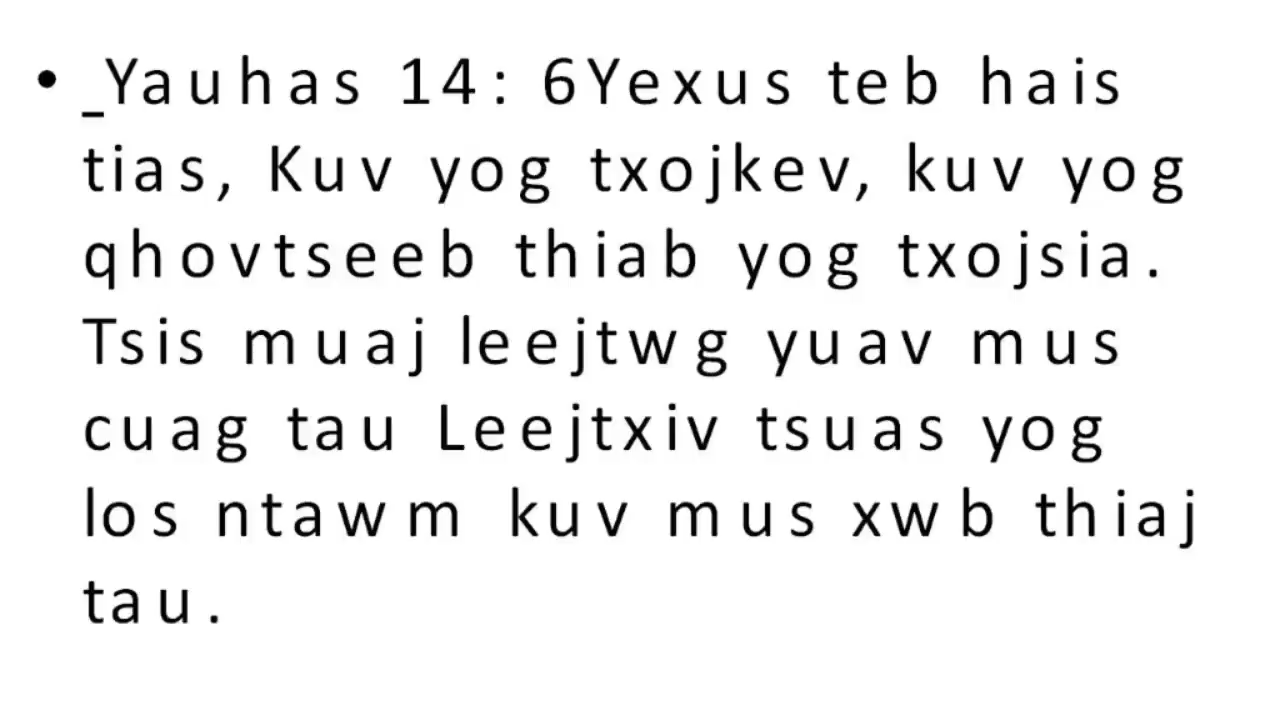 • _Yauhas 14: 6Yexus teb hais
tias, Kuv yog txojkev, kuv yog
qhovtseeb thiab yog txojsia.
Tsis muaj leejtwg yuav mus
cuag tau Leejtxiv tsuas yog
los ntawm kuv mus xwb thiaj
tau.